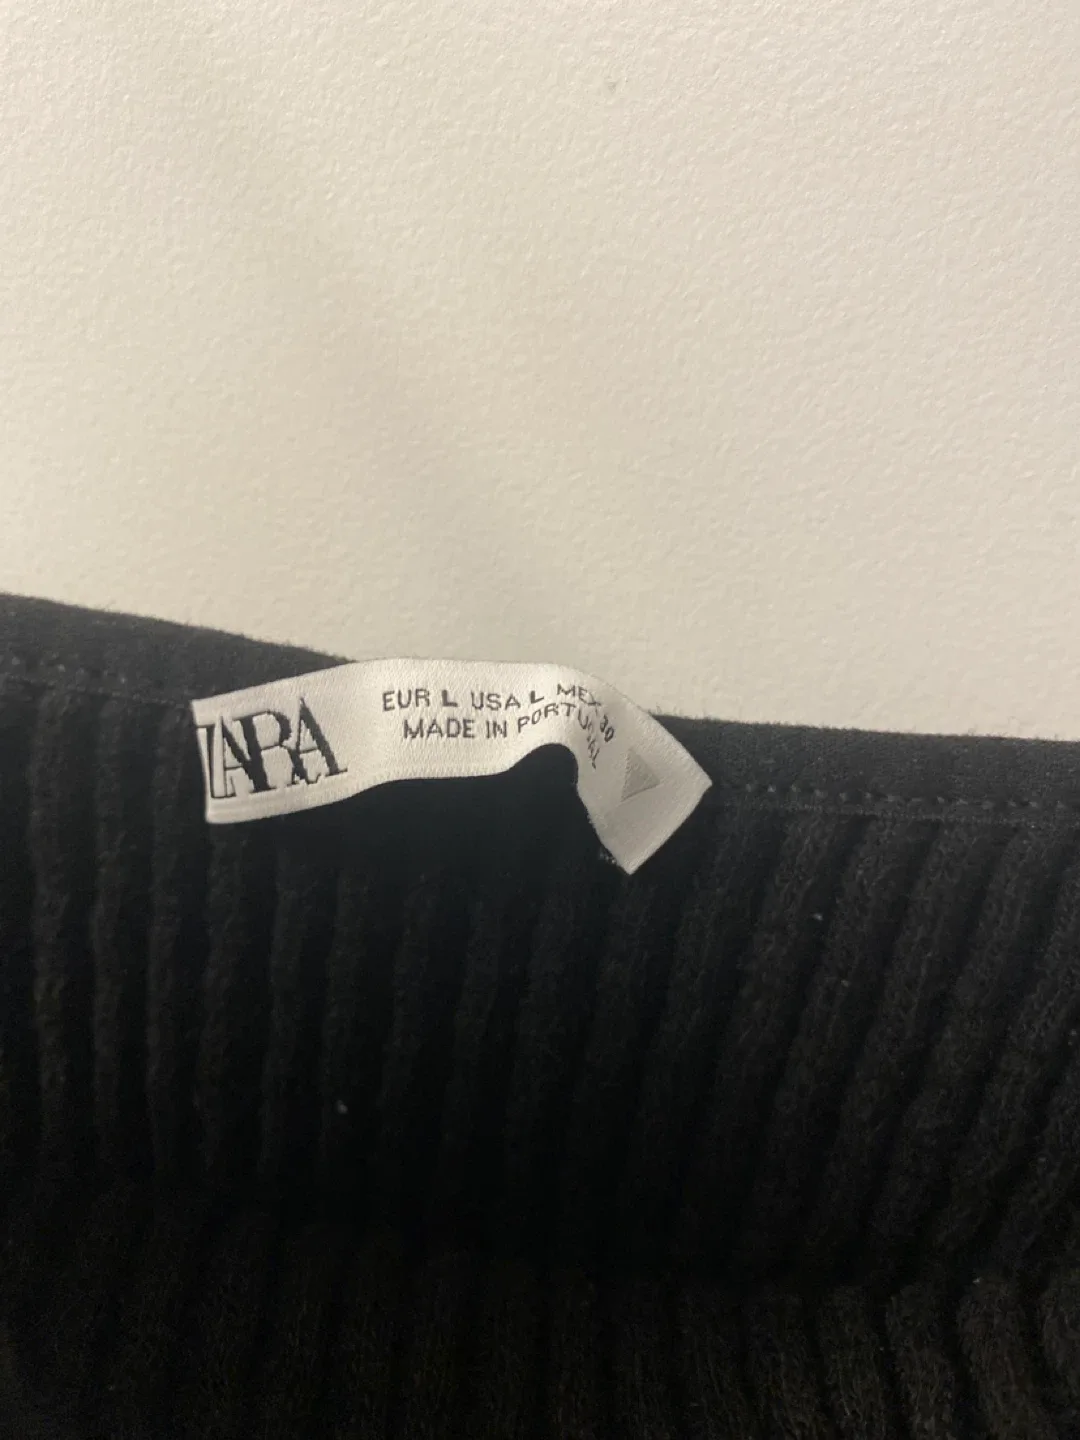 ZARA
EUR L USA L MEX 30
MADE IN PORTUGAL